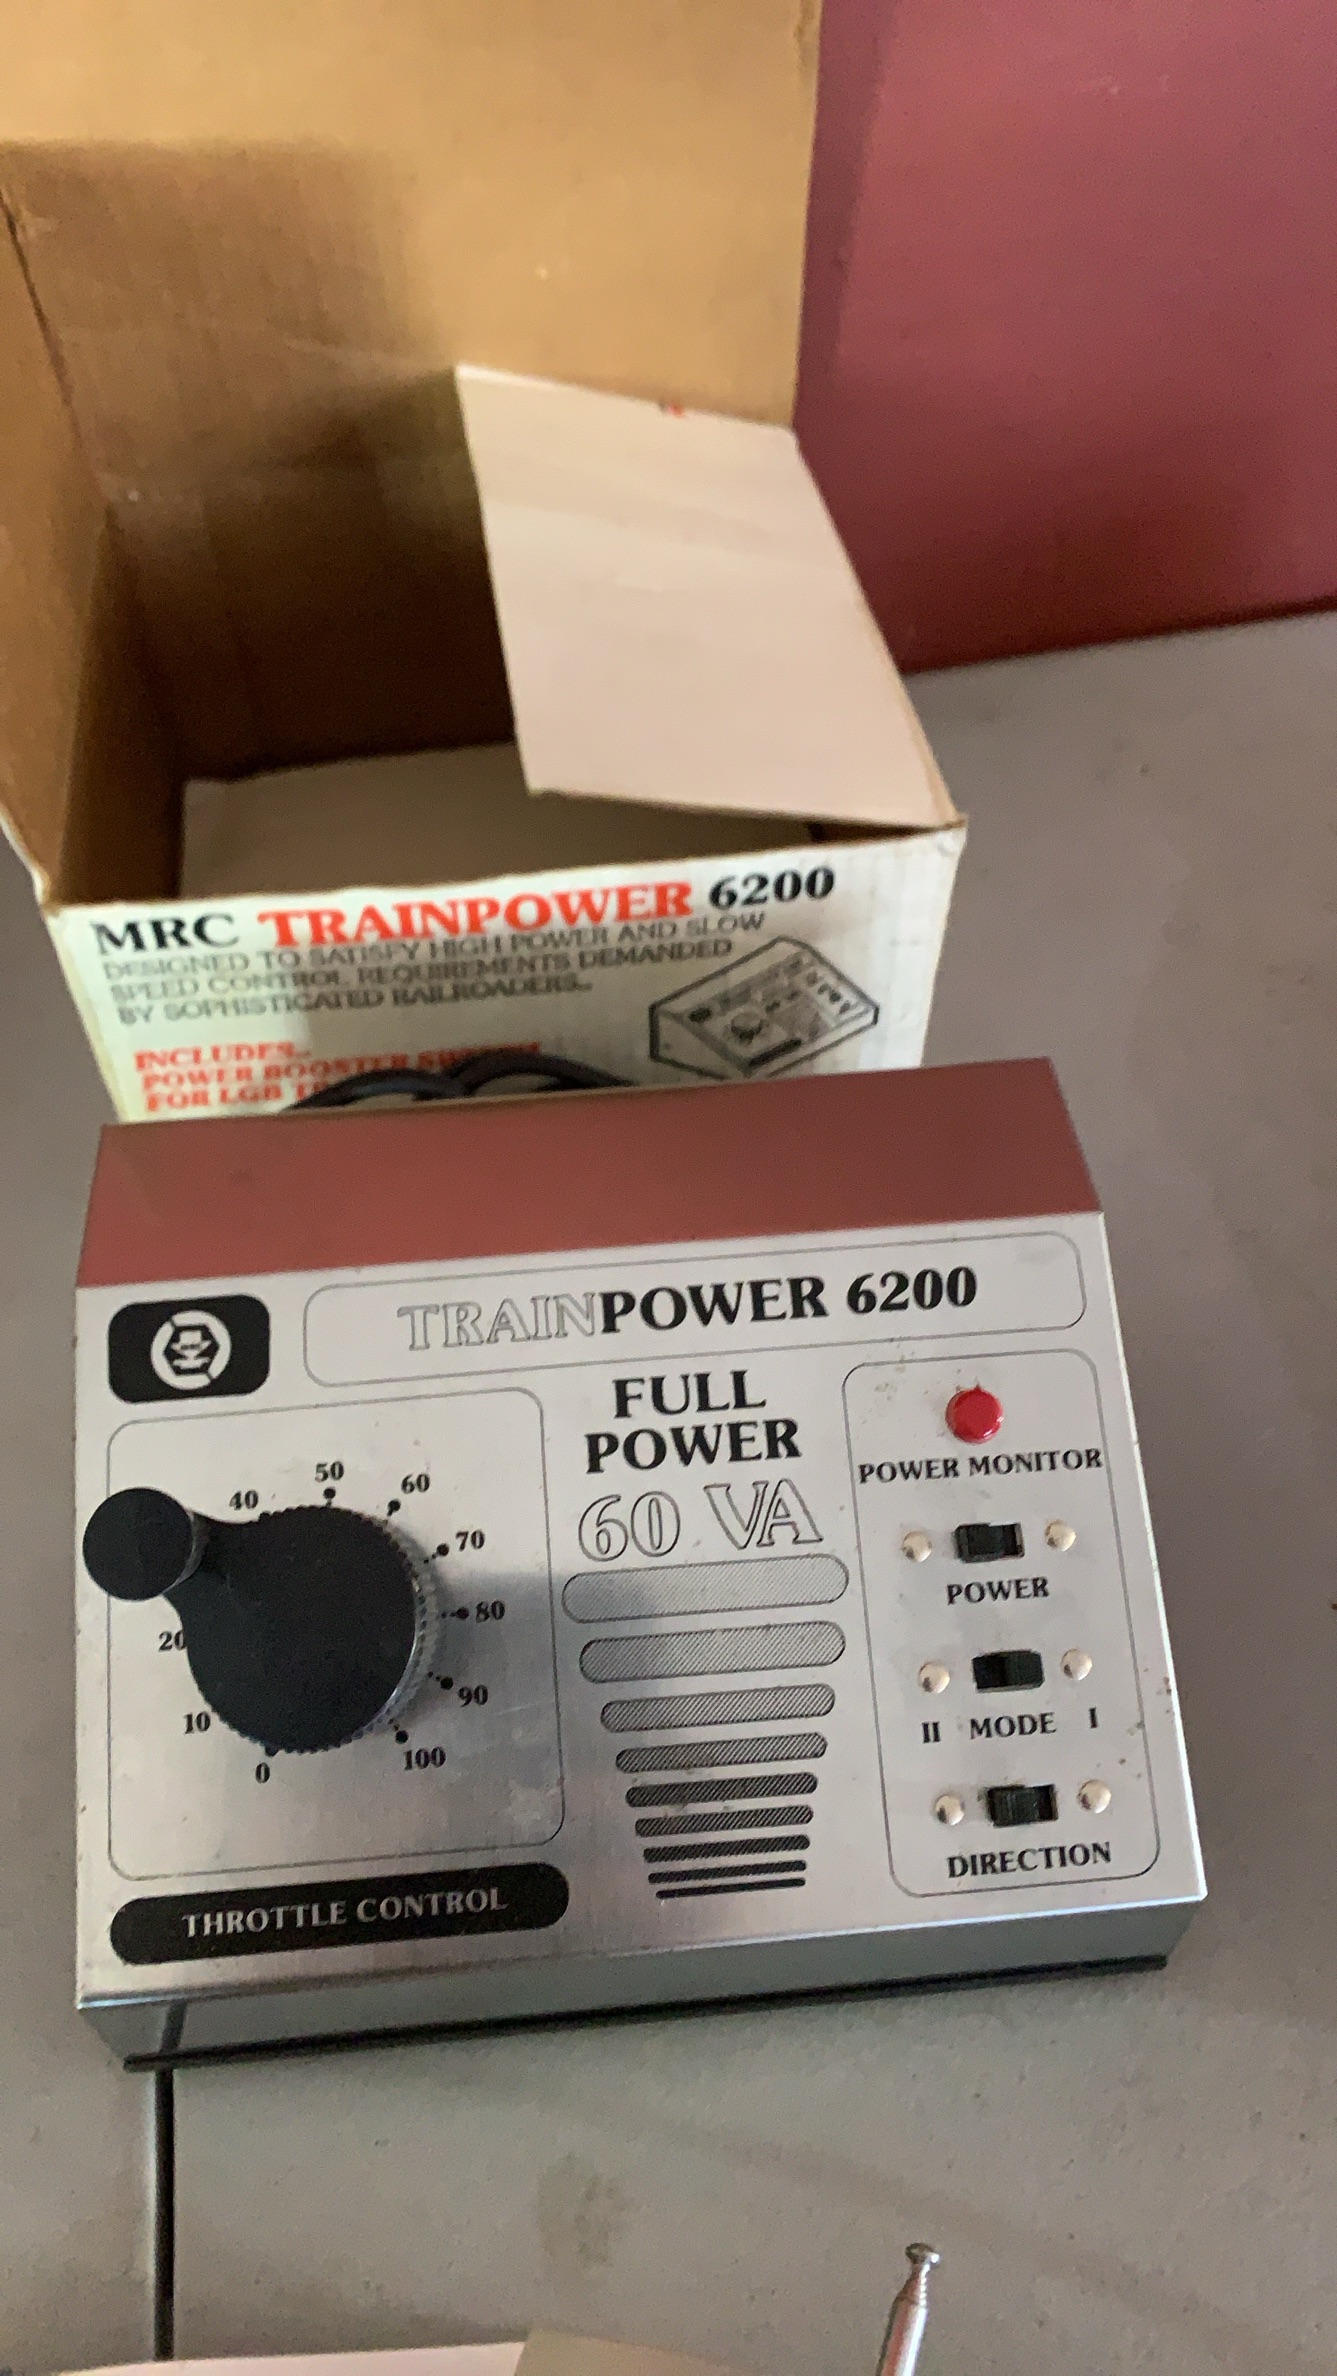 MRC TRAINPOWER 6200
DESIGNED TO SATISFY HIGH POWER AND SLOW
SPEED CONTROL REQUIREMENTS DEMANDED
BY SOPHISTICATED RAILROADERS..
INCLUDES..
POWER BOOSTER
FOR LGB
TRAINPOWER 6200
FULL
POWER
60 VA
POWER MONITOR
POWER
II MODE I
DIRECTION
0
10
20
40
50
60
70
80
90
100
THROTTLE CONTROL